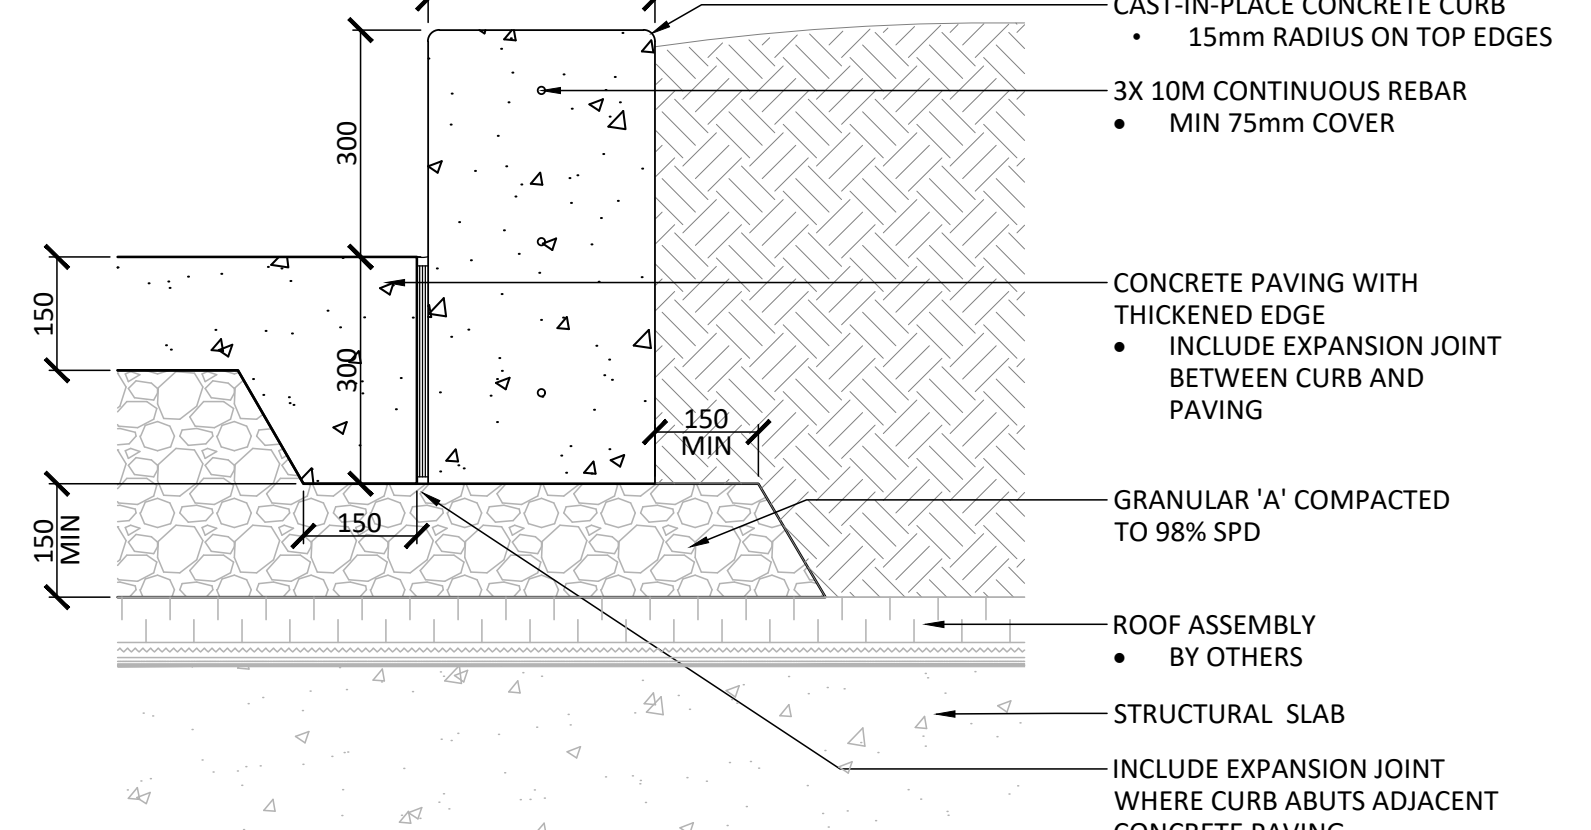 CAST-IN-PLACE CONCRETE CURB
• 15mm RADIUS ON TOP EDGES
3X 10M CONTINUOUS REBAR
• MIN 75mm COVER
300
150
300
CONCRETE PAVING WITH
THICKENED EDGE
• INCLUDE EXPANSION JOINT
BETWEEN CURB AND
PAVING
150
MIN
150
MIN
150
GRANULAR 'A' COMPACTED
TO 98% SPD
ROOF ASSEMBLY
• BY OTHERS
STRUCTURAL SLAB
INCLUDE EXPANSION JOINT
WHERE CURB ABUTS ADJACENT
CONCRETE PAVING